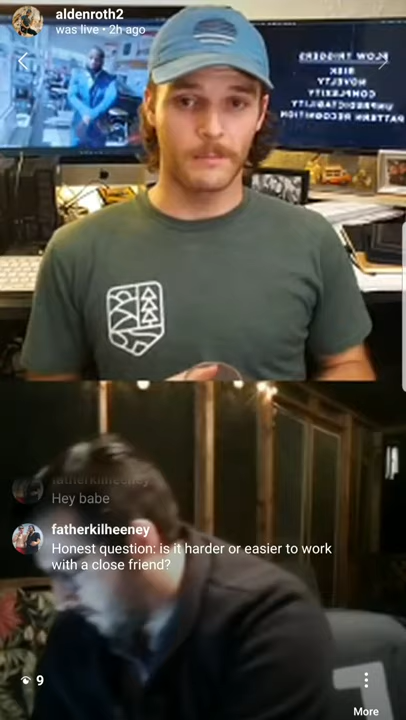 aldenroth2
was live • 2h ago
FLOW TRIGGERS
RISK
NOVELTY
COMPLEXITY
UNPREDICTABILITY
PATTERN RECOGNITION
fatherkilheeney
Hey babe
fatherkilheeney
Honest question: is it harder or easier to work
with a close friend?
9
More